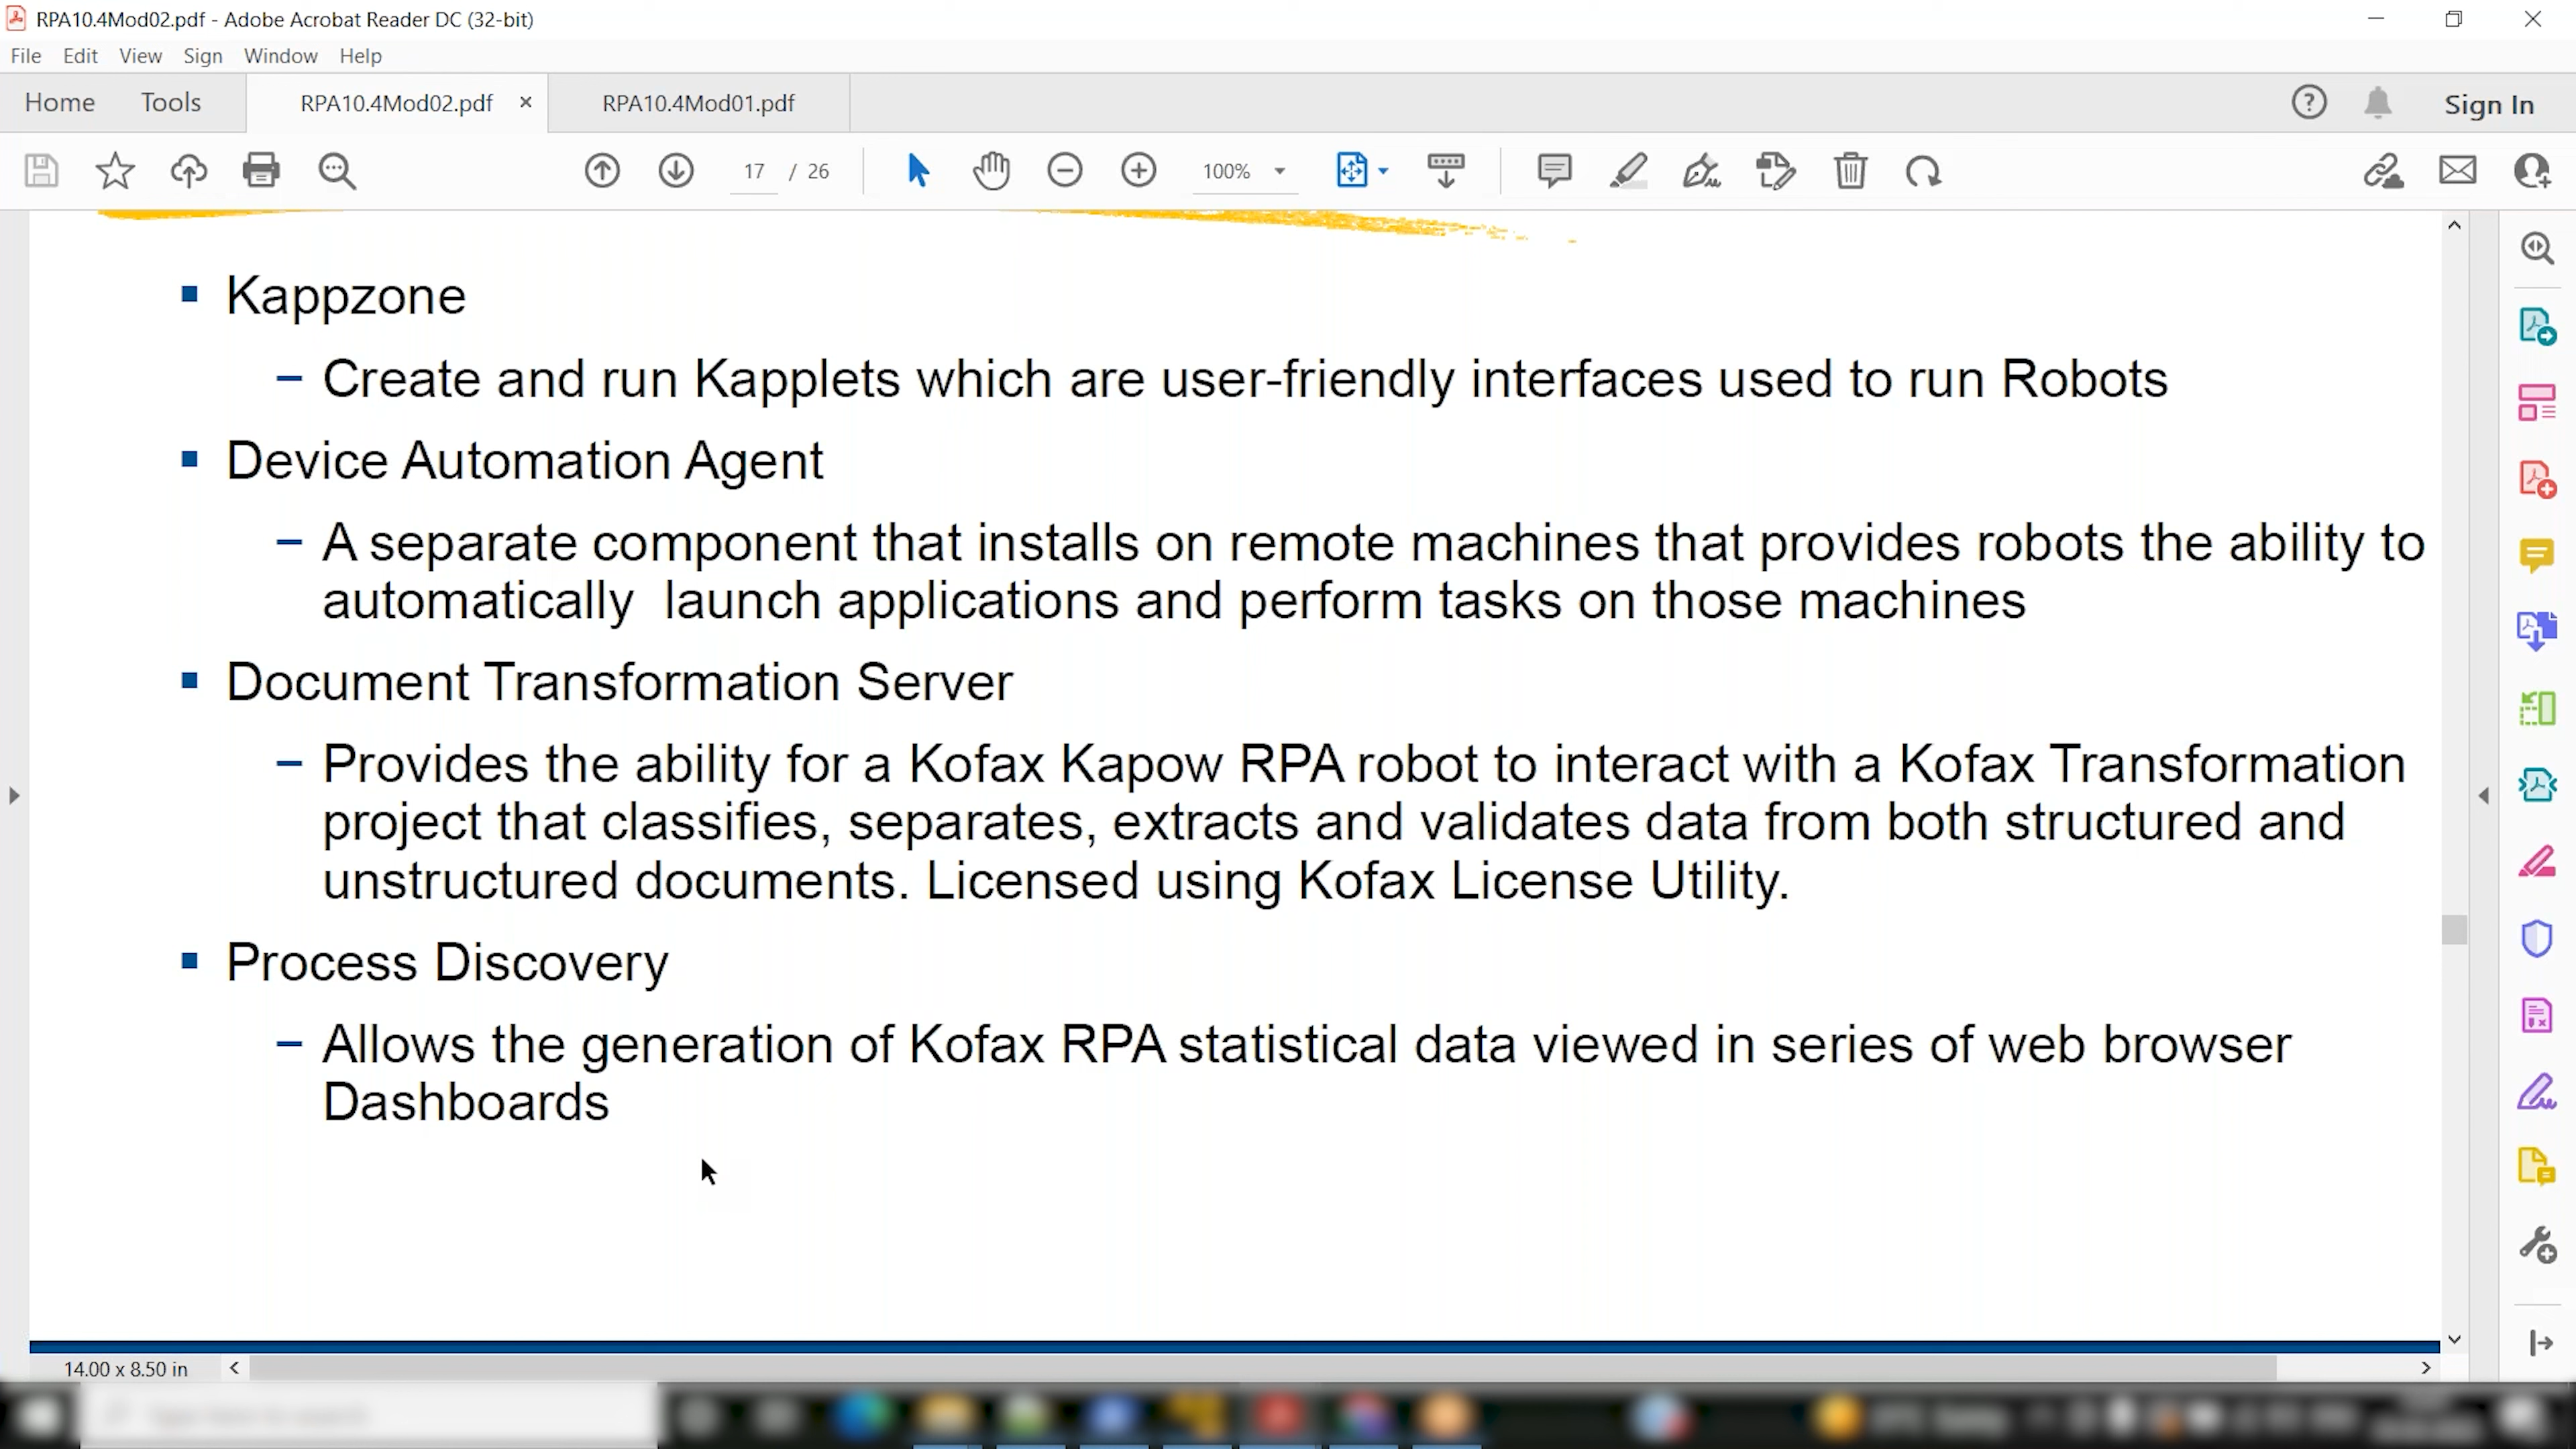 RPA10.4Mod02.pdf - Adobe Acrobat Reader DC (32-bit)
File Edit View Sign Window Help
Home Tools RPA10.4Mod02.pdf × RPA10.4Mod01.pdf Sign In
17 / 26 100%
▪ Kappzone
– Create and run Kapplets which are user-friendly interfaces used to run Robots
▪ Device Automation Agent
– A separate component that installs on remote machines that provides robots the ability to
automatically launch applications and perform tasks on those machines
▪ Document Transformation Server
– Provides the ability for a Kofax Kapow RPA robot to interact with a Kofax Transformation
project that classifies, separates, extracts and validates data from both structured and
unstructured documents. Licensed using Kofax License Utility.
▪ Process Discovery
– Allows the generation of Kofax RPA statistical data viewed in series of web browser
Dashboards
14.00 x 8.50 in